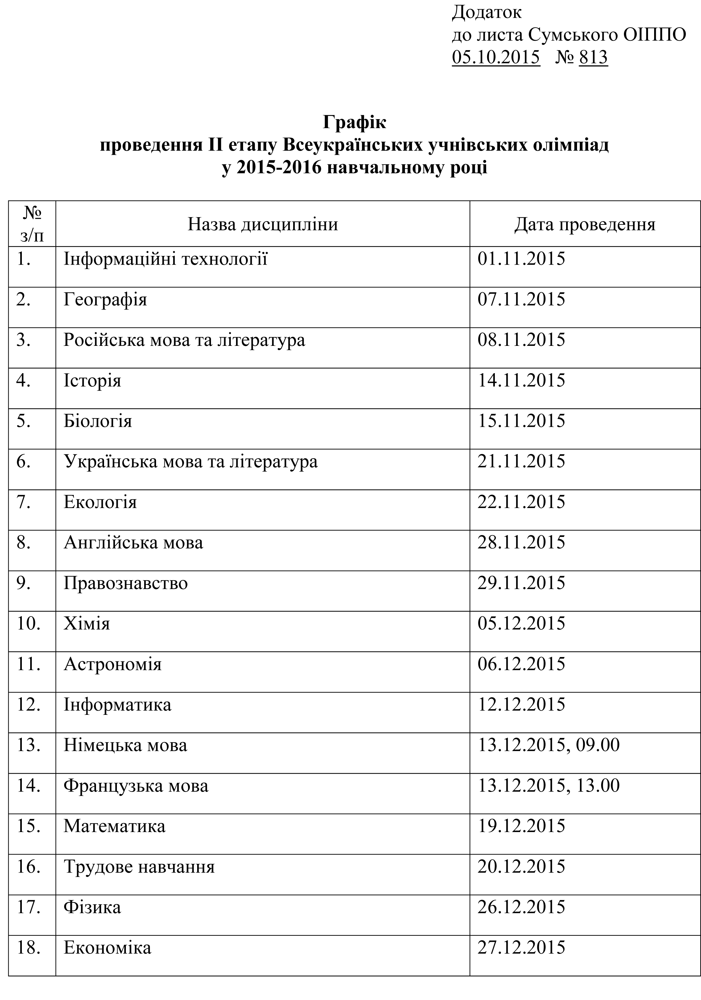 Додаток
до листа Сумського ОІППО
05.10.2015 № 813
Графік
проведення ІІ етапу Всеукраїнських учнівських олімпіад
у 2015-2016 навчальному році
№
з/п
Назва дисципліни
Дата проведення
1. Інформаційні технології 01.11.2015
2. Географія 07.11.2015
3. Російська мова та література 08.11.2015
4. Історія 14.11.2015
5. Біологія 15.11.2015
6. Українська мова та література 21.11.2015
7. Екологія 22.11.2015
8. Англійська мова 28.11.2015
9. Правознавство 29.11.2015
10. Хімія 05.12.2015
11. Астрономія 06.12.2015
12. Інформатика 12.12.2015
13. Німецька мова 13.12.2015, 09.00
14. Французька мова 13.12.2015, 13.00
15. Математика 19.12.2015
16. Трудове навчання 20.12.2015
17. Фізика 26.12.2015
18. Економіка 27.12.2015